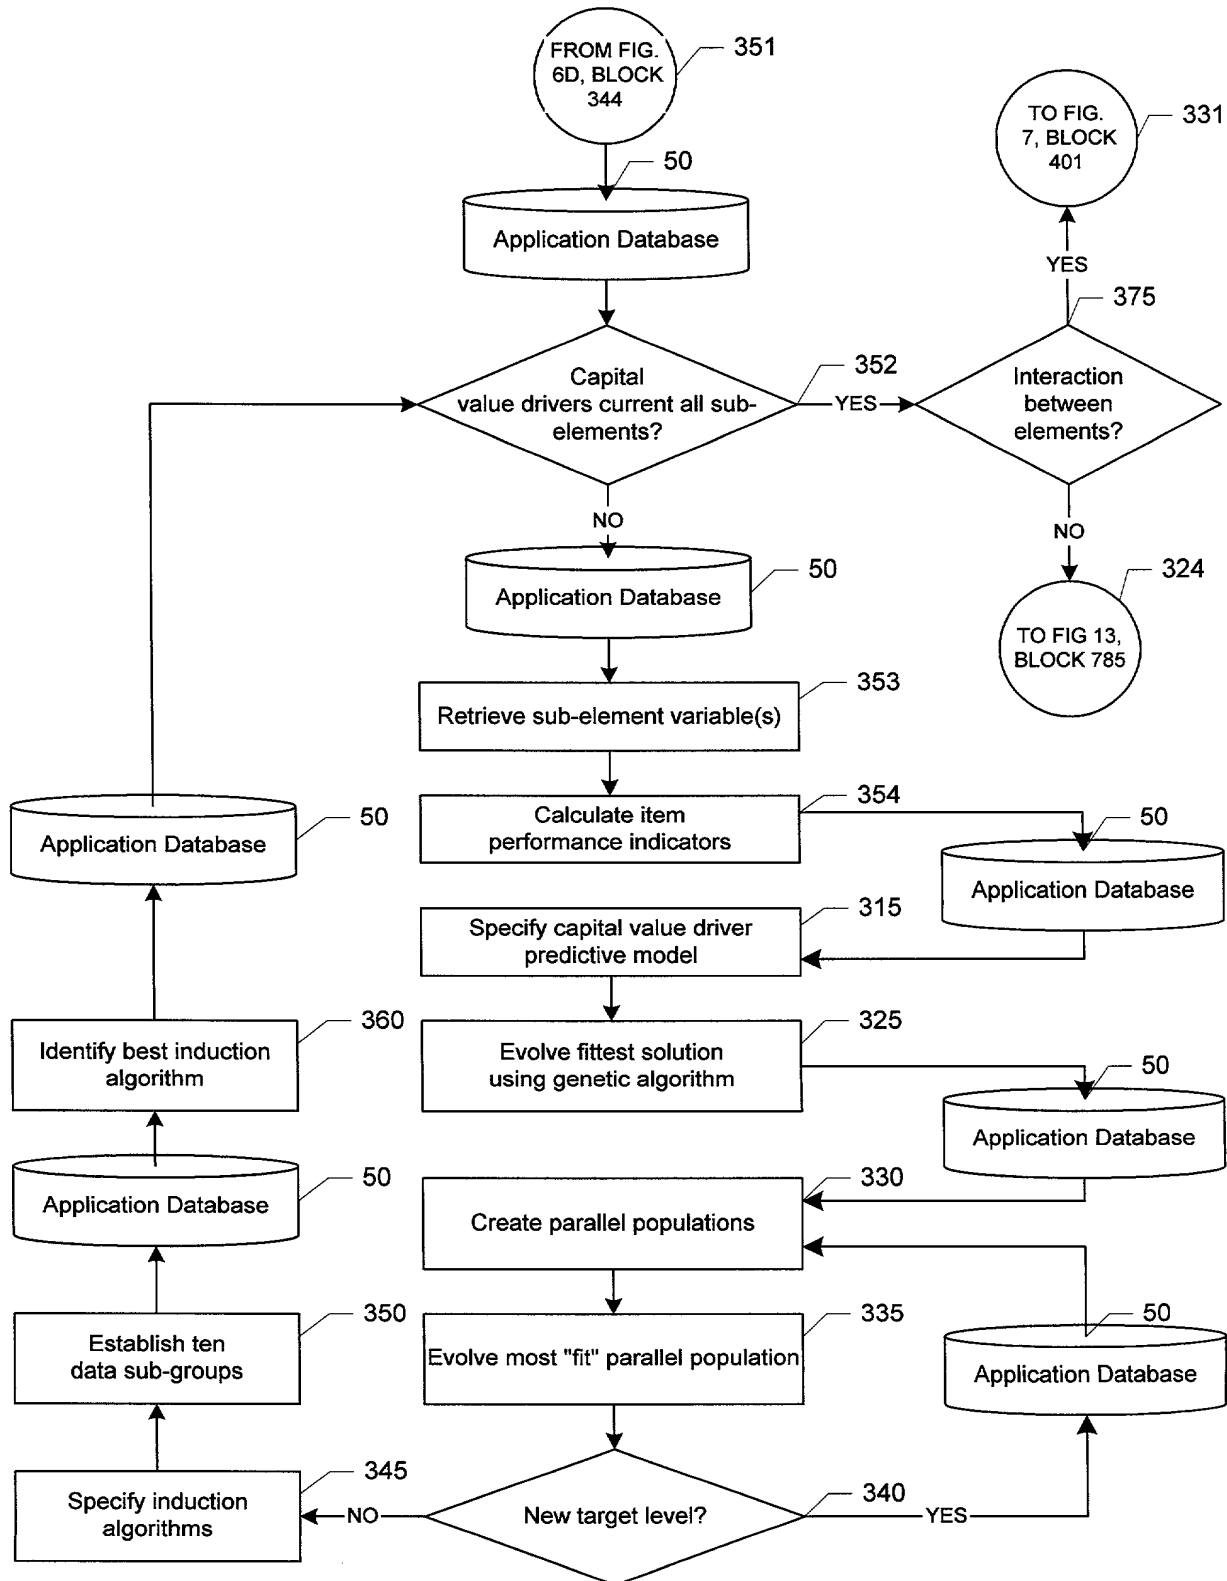 FROM FIG.
6D, BLOCK
344
351
TO FIG.
7, BLOCK
401
331
50
Application Database
YES
375
Capital
value drivers current all sub-
elements?
352
YES
Interaction
between
elements?
NO
NO
50
Application Database
324
TO FIG 13,
BLOCK 785
353
Retrieve sub-element variable(s)
354
Calculate item
performance indicators
50
Application Database
50
Application Database
315
Specify capital value driver
predictive model
360
Identify best induction
algorithm
325
Evolve fittest solution
using genetic algorithm
50
Application Database
50
Application Database
330
Create parallel populations
350
Establish ten
data sub-groups
335
Evolve most "fit" parallel population
50
Application Database
345
Specify induction
algorithms
NO
New target level?
340
YES